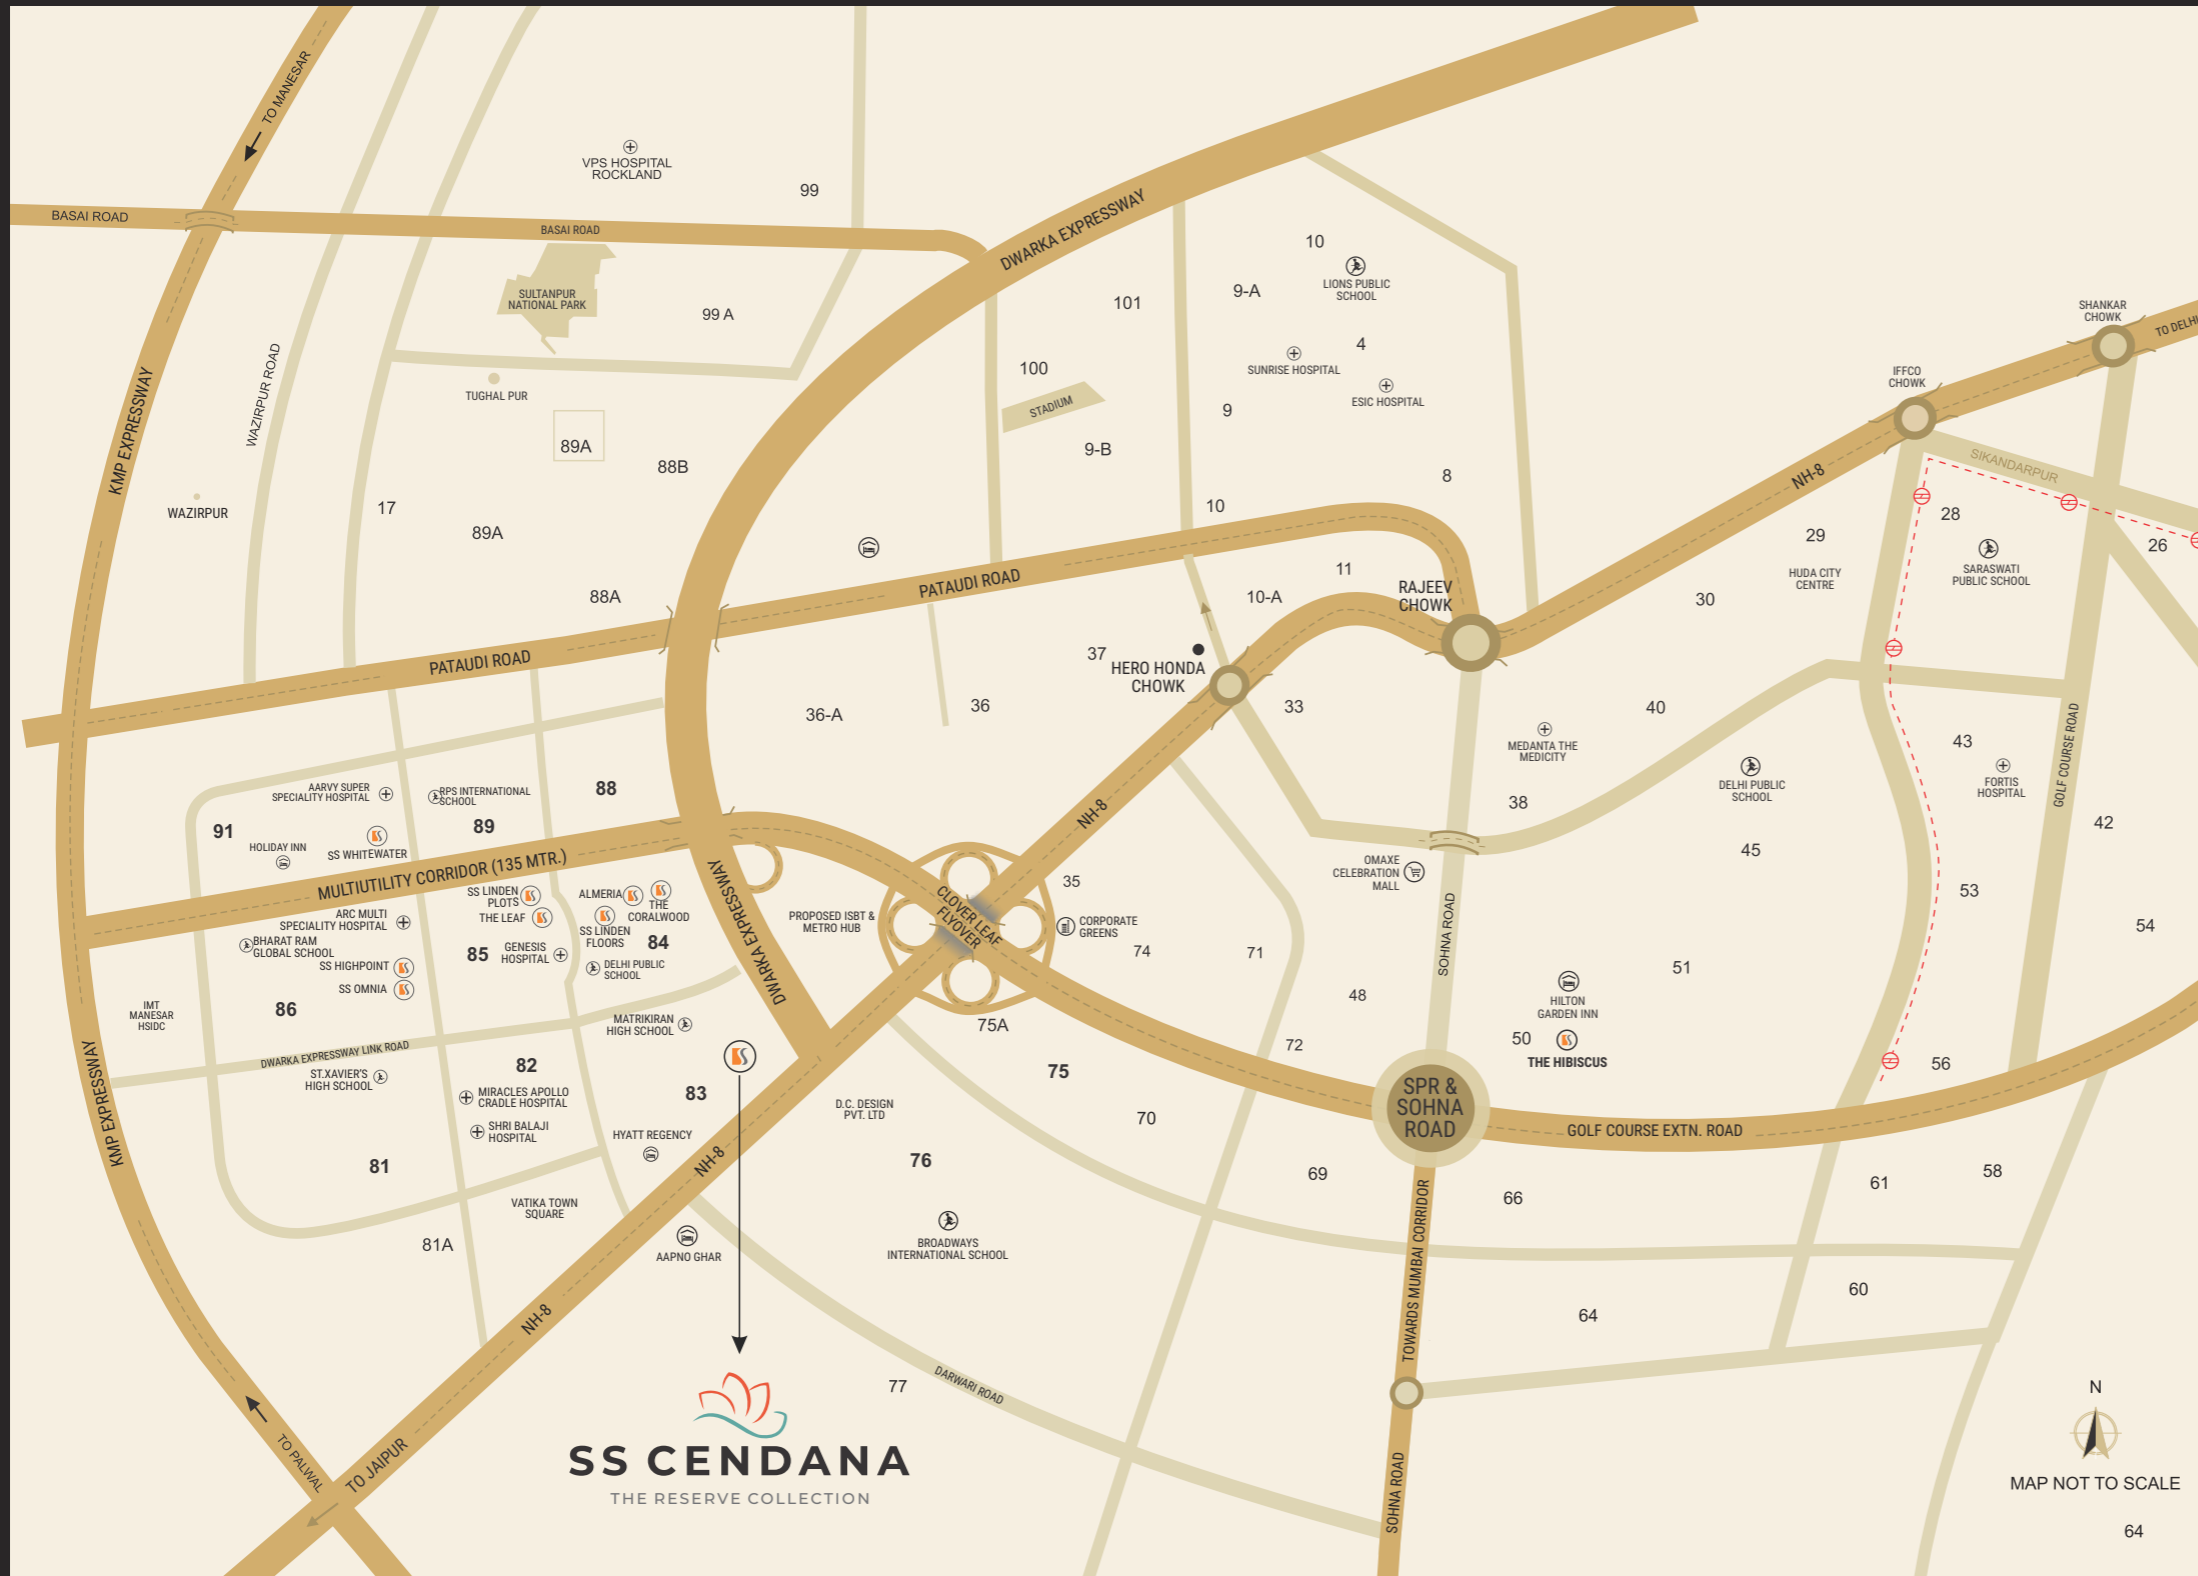 TO MANESAR
VPS HOSPITAL
ROCKLAND
99
BASAI ROAD
BASAI ROAD
DWARKA EXPRESSWAY
SULTANPUR
NATIONAL PARK
99 A
101
10
9-A
LIONS PUBLIC
SCHOOL
4
100
SUNRISE HOSPITAL
ESIC HOSPITAL
STADIUM
9
9-B
8
10
SHANKAR
CHOWK
TO DELHI
IFFCO
CHOWK
SIKANDARPUR
NH-8
KMP EXPRESSWAY
WAZIRPUR ROAD
TUGHAL PUR
89A
88B
WAZIRPUR
17
89A
88A
PATAUDI ROAD
PATAUDI ROAD
11
10-A
RAJEEV
CHOWK
37
HERO HONDA
CHOWK
36-A
36
33
28
29
26
SARASWATI
PUBLIC SCHOOL
HUDA CITY
CENTRE
30
40
MEDANTA THE
MEDICITY
38
DELHI PUBLIC
SCHOOL
45
43
FORTIS
HOSPITAL
GOLF COURSE ROAD
42
AARVY SUPER
SPECIALITY HOSPITAL
RPS INTERNATIONAL
SCHOOL
88
91
89
HOLIDAY INN
SS WHITEWATER
MULTIUTILITY CORRIDOR (135 MTR.)
SS LINDEN
PLOTS
THE LEAF
ALMERIA
THE
CORALWOOD
SS LINDEN
FLOORS
84
ARC MULTI
SPECIALITY HOSPITAL
BHARAT RAM
GLOBAL SCHOOL
85
GENESIS
HOSPITAL
DELHI PUBLIC
SCHOOL
SS HIGHPOINT
SS OMNIA
86
IMT
MANESAR
HSIDC
DWARKA EXPRESSWAY
PROPOSED ISBT &
METRO HUB
CLOVER LEAF
FLYOVER
NH-8
35
CORPORATE
GREENS
74
71
OMAXE
CELEBRATION
MALL
SOHNA ROAD
48
72
53
54
51
HILTON
GARDEN INN
50
THE HIBISCUS
56
75A
75
MATRIKIRAN
HIGH SCHOOL
DWARKA EXPRESSWAY LINK ROAD
ST.XAVIER'S
HIGH SCHOOL
82
MIRACLES APOLLO
CRADLE HOSPITAL
83
SHRI BALAJI
HOSPITAL
KMP EXPRESSWAY
81
HYATT REGENCY
NH-8
D.C. DESIGN
PVT. LTD
76
70
SPR &
SOHNA
ROAD
GOLF COURSE EXTN. ROAD
69
66
61
58
TOWARDS MUMBAI CORRIDOR
VATIKA TOWN
SQUARE
81A
AAPNO GHAR
BROADWAYS
INTERNATIONAL SCHOOL
NH-8
64
60
77
DARWARI ROAD
TO PALWAL
TO JAIPUR
SOHNA ROAD
SS CENDANA
THE RESERVE COLLECTION
N
MAP NOT TO SCALE
64